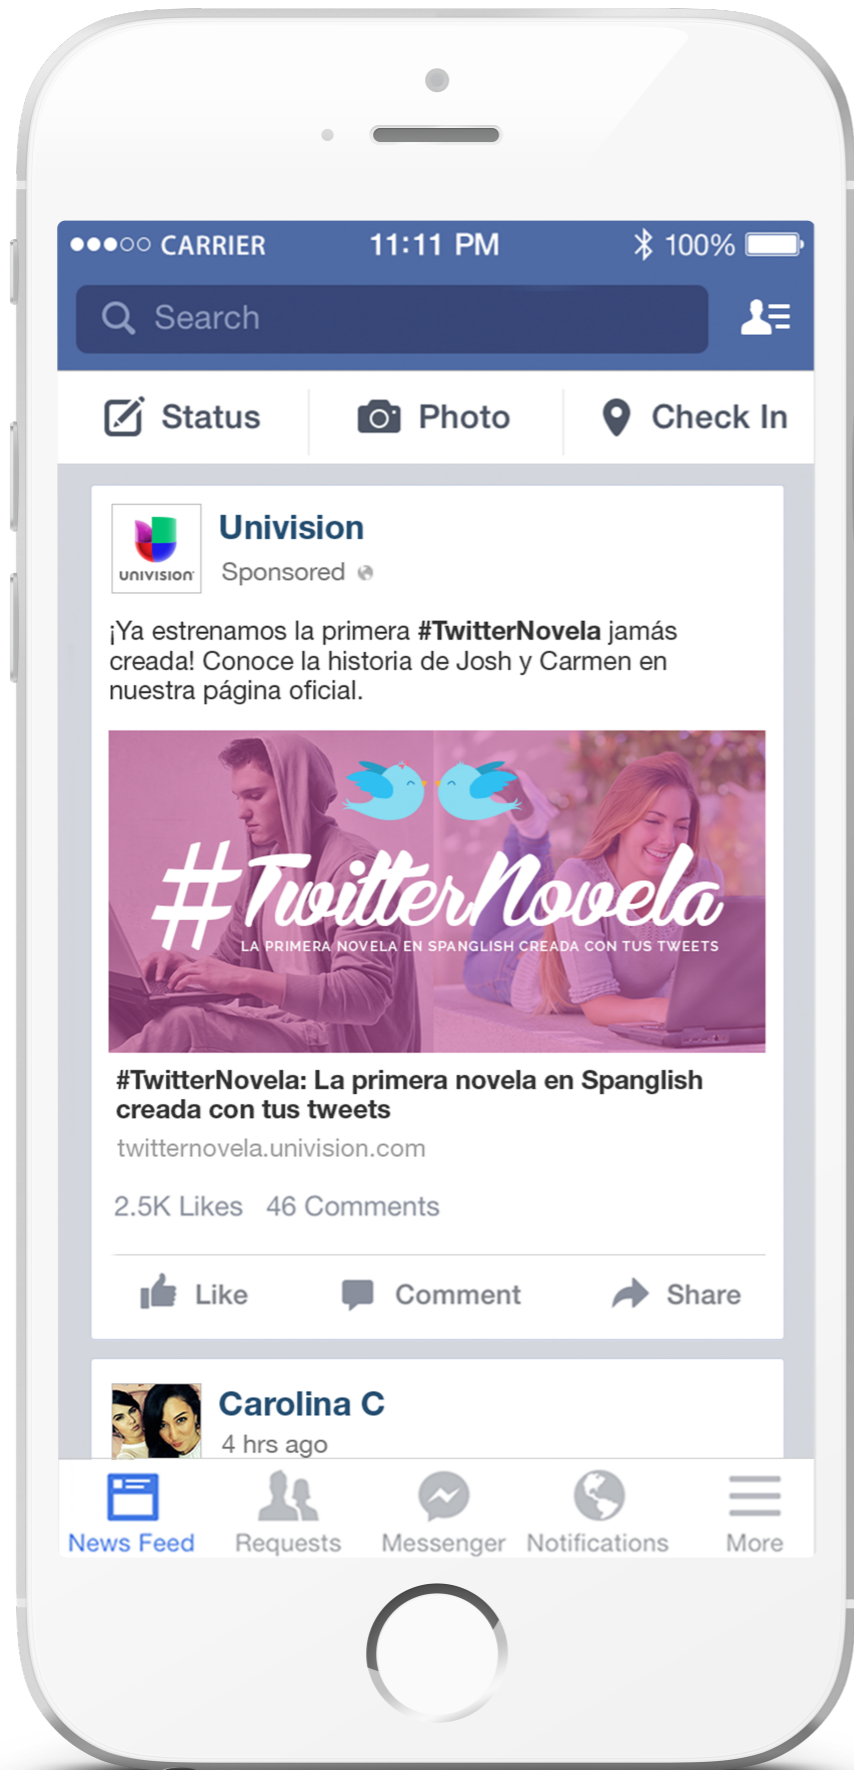 CARRIER 11:11 PM 100%
Search
Status Photo Check In
UNIVISION
Univision
Sponsored
¡Ya estrenamos la primera #TwitterNovela jamás
creada! Conoce la historia de Josh y Carmen en
nuestra página oficial.
#TwitterNovela
LA PRIMERA NOVELA EN SPANGLISH CREADA CON TUS TWEETS
#TwitterNovela: La primera novela en Spanglish
creada con tus tweets
twitternovela.univision.com
2.5K Likes 46 Comments
Like Comment Share
Carolina C
4 hrs ago
News Feed Requests Messenger Notifications More